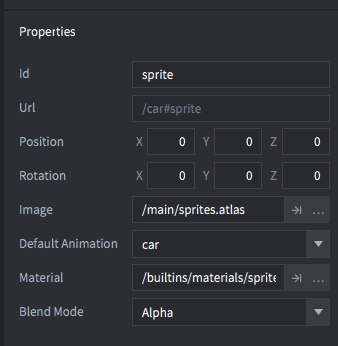 Properties
Id sprite
Url /car#sprite
Position X 0 Y 0 Z 0
Rotation X 0 Y 0 Z 0
Image /main/sprites.atlas ...
Default Animation car
Material /builtins/materials/sprite ...
Blend Mode Alpha